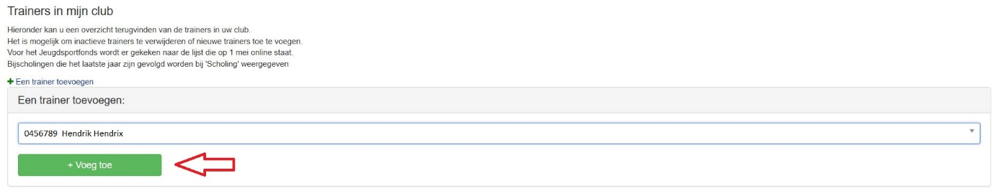 Trainers in mijn club
Hieronder kan u een overzicht terugvinden van de trainers in uw club.
Het is mogelijk om inactieve trainers te verwijderen of nieuwe trainers toe te voegen.
Voor het Jeugdsportfonds wordt er gekeken naar de lijst die op 1 mei online staat.
Bijscholingen die het laatste jaar zijn gevolgd worden bij 'Scholing' weergegeven
+ Een trainer toevoegen
Een trainer toevoegen:
0456789 Hendrik Hendrix
+ Voeg toe